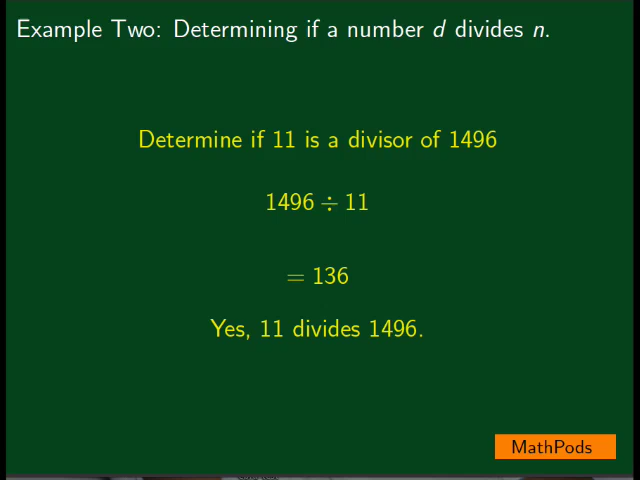 Example Two: Determining if a number d divides n.
Determine if 11 is a divisor of 1496
1496 ÷ 11
= 136
Yes, 11 divides 1496.
MathPods